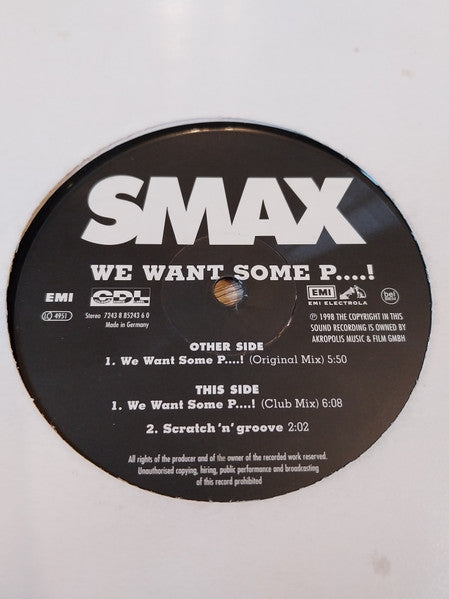 SMAX
WE WANT SOME P....!
EMI
LC 4951
CDL
Stereo 7243 8 85243 6 0
Made in Germany
EMI
EMI ELECTROLA
℗ 1998 THE COPYRIGHT IN THIS
SOUND RECORDING IS OWNED BY
AKROPOLIS MUSIC & FILM GMBH
OTHER SIDE
1. We Want Some P....! (Original Mix) 5:50
THIS SIDE
1. We Want Some P....! (Club Mix) 6:08
2. Scratch 'n' groove 2:02
All rights of the producer and of the owner of the recorded work reserved.
Unauthorised copying, hiring, public performance and broadcasting
of this record prohibited